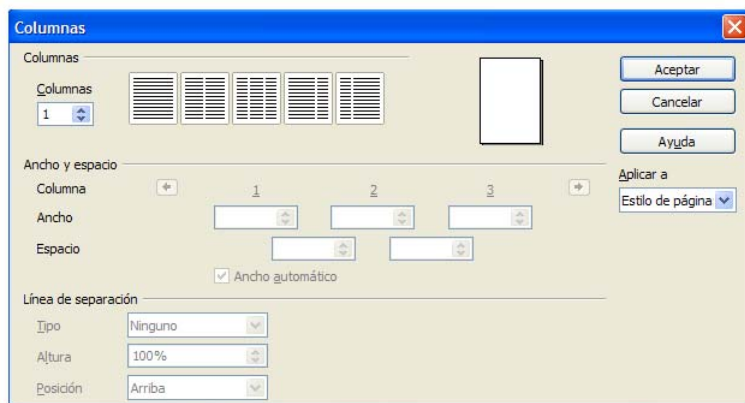 Columnas
Columnas
Columnas
1
Aceptar
Cancelar
Ayuda
Aplicar a
Estilo de página
Ancho y espacio
Columna 1 2 3
Ancho
Espacio
Ancho automático
Línea de separación
Tipo Ninguno
Altura 100%
Posición Arriba